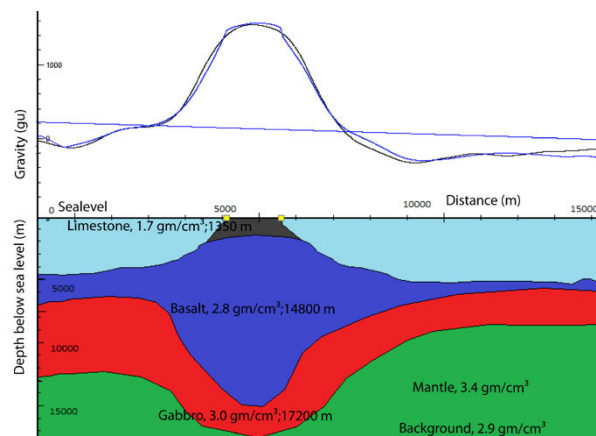 1000
Gravity (gu)
0
Sealevel
0
5000
10000
Distance (m)
15000
Limestone, 1.7 gm/cm³;1350 m
Depth below sea level (m)
5000
Basalt, 2.8 gm/cm³;14800 m
10000
Mantle, 3.4 gm/cm³
15000
Gabbro, 3.0 gm/cm³;17200 m
Background, 2.9 gm/cm³